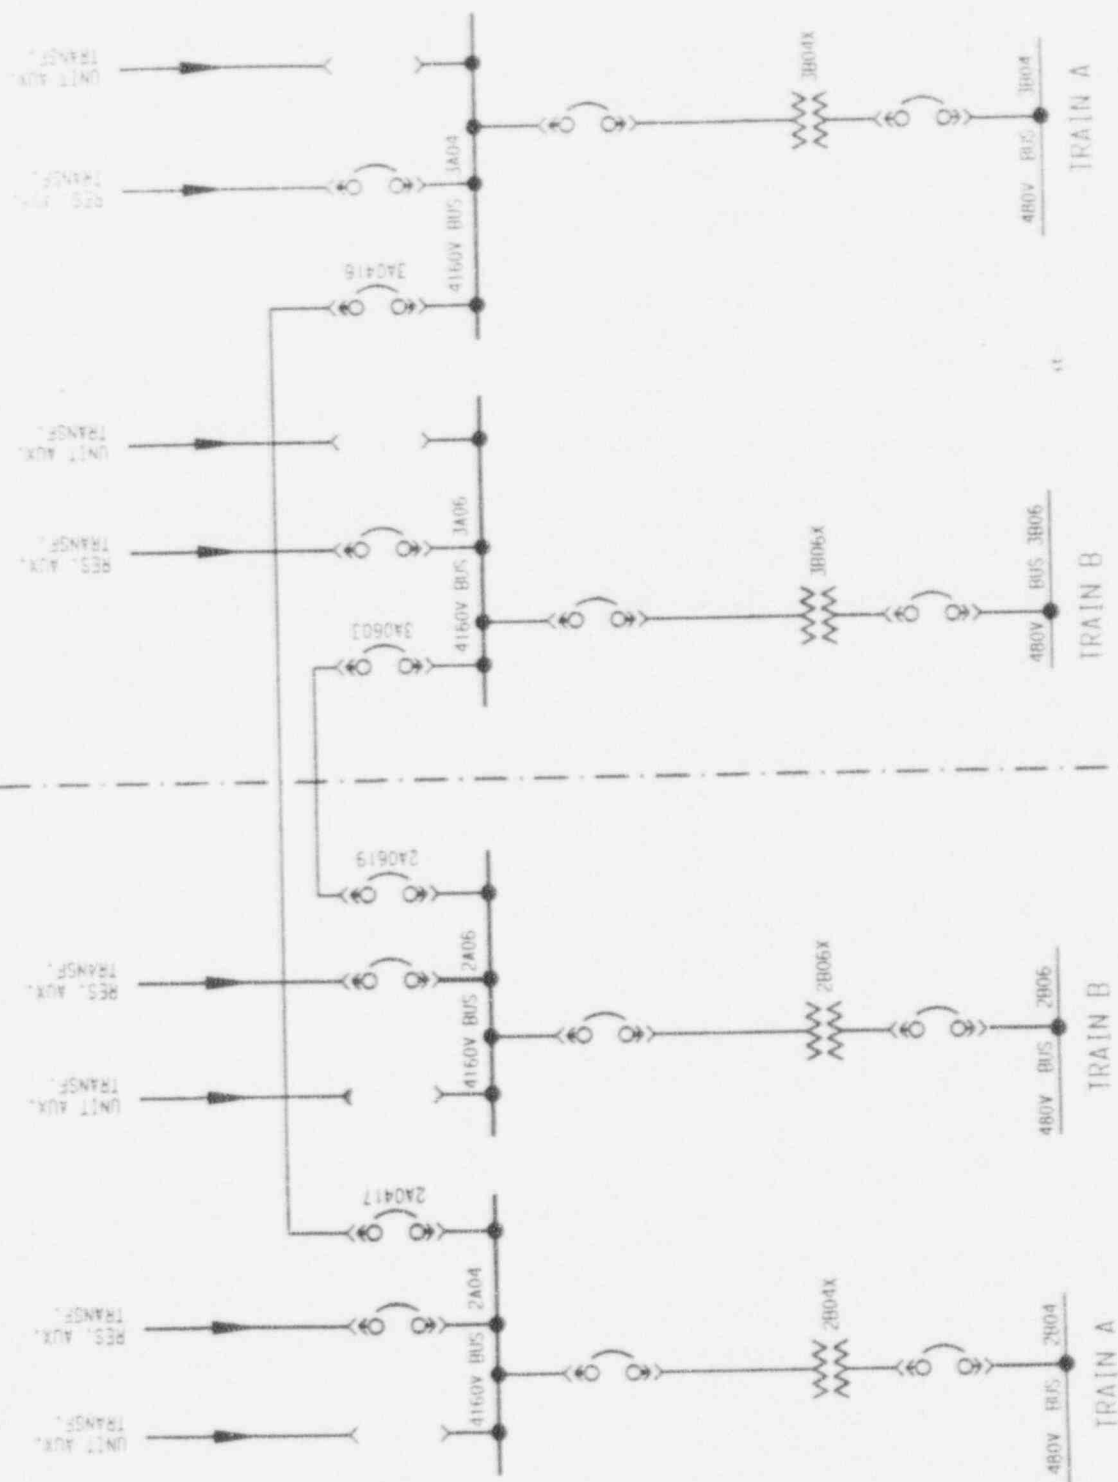 UNIT AUX.
TRANSF.
RES. AUX.
TRANSF.
3A0416
4160V BUS 3A04
3B04X
480V BUS 3B04
TRAIN A
UNIT AUX.
TRANSF.
RES. AUX.
TRANSF.
3A0603
4160V BUS 3A06
3B06X
480V BUS 3B06
TRAIN B
2A0619
RES. AUX.
TRANSF.
UNIT AUX.
TRANSF.
4160V BUS 2A06
2B06X
480V BUS 2B06
TRAIN B
2A0417
RES. AUX.
TRANSF.
UNIT AUX.
TRANSF.
4160V BUS 2A04
2B04X
480V BUS 2B04
TRAIN A